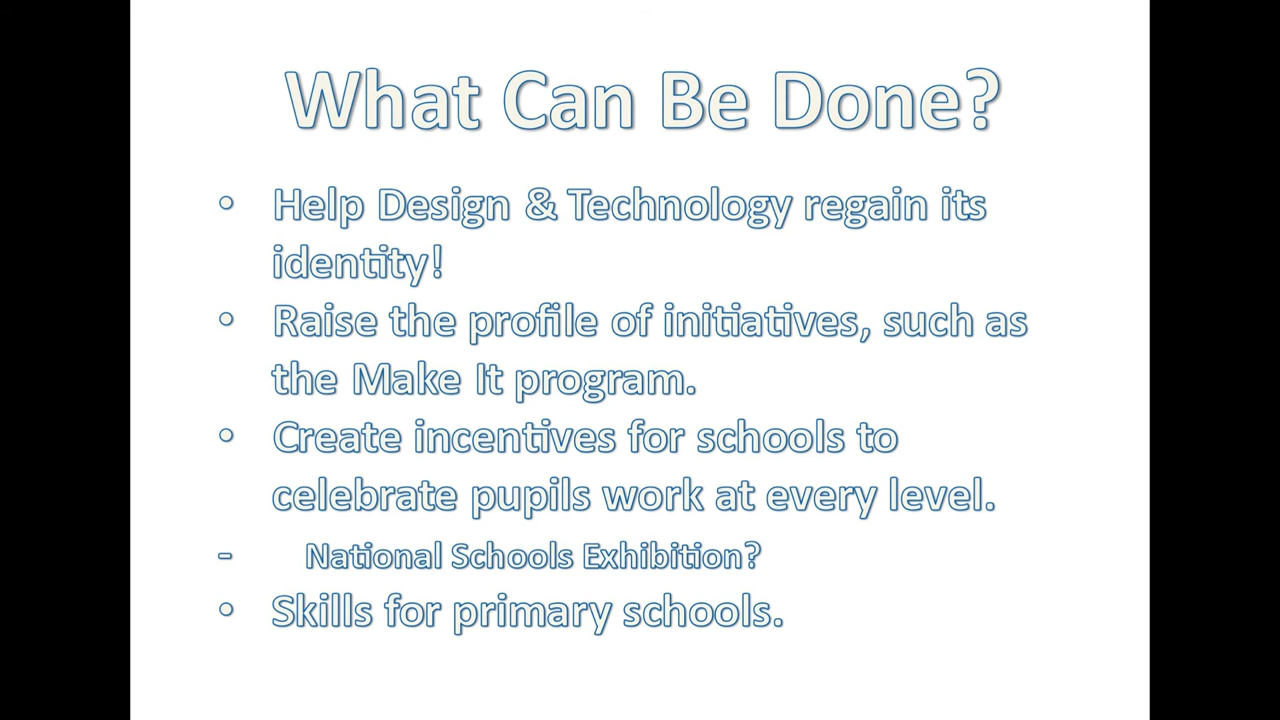 What Can Be Done?
• Help Design & Technology regain its
identity!
• Raise the profile of initiatives, such as
the Make It program.
• Create incentives for schools to
celebrate pupils work at every level.
- National Schools Exhibition?
• Skills for primary schools.